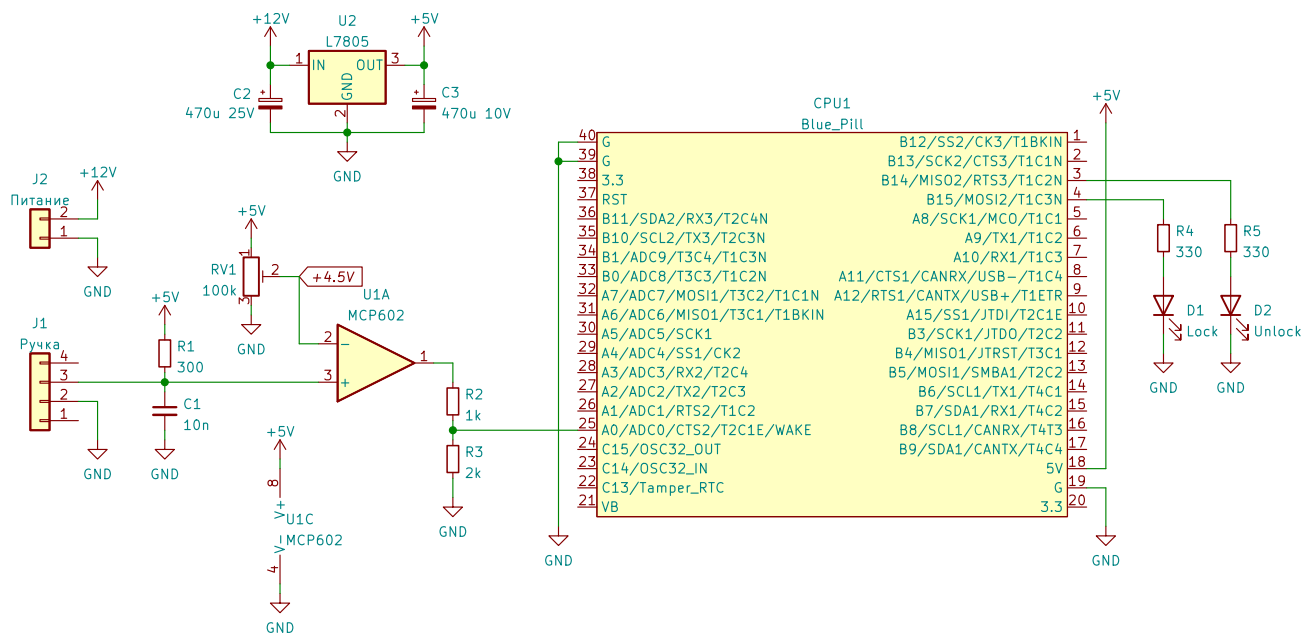 +12V
U2
L7805
+5V
1
IN
OUT
3
GND
2
C2
470u 25V
C3
470u 10V
GND
J2
Питание
+12V
2
1
GND
J1
Ручка
4
3
2
1
GND
+5V
R1
300
C1
10n
GND
+5V
RV1
100k
1
2
3
GND
+4.5V
U1A
MCP602
2
−
3
+
1
R2
1k
R3
2k
GND
+5V
8
V+
U1C
MCP602
V−
4
GND
CPU1
Blue_Pill
40 G
39 G
38 3.3
37 RST
36 B11/SDA2/RX3/T2C4N
35 B10/SCL2/TX3/T2C3N
34 B1/ADC9/T3C4/T1C3N
33 B0/ADC8/T3C3/T1C2N
32 A7/ADC7/MOSI1/T3C2/T1C1N
31 A6/ADC6/MISO1/T3C1/T1BKIN
30 A5/ADC5/SCK1
29 A4/ADC4/SS1/CK2
28 A3/ADC3/RX2/T2C4
27 A2/ADC2/TX2/T2C3
26 A1/ADC1/RTS2/T1C2
25 A0/ADC0/CTS2/T2C1E/WAKE
24 C15/OSC32_OUT
23 C14/OSC32_IN
22 C13/Tamper_RTC
21 VB
B12/SS2/CK3/T1BKIN 1
B13/SCK2/CTS3/T1C1N 2
B14/MISO2/RTS3/T1C2N 3
B15/MOSI2/T1C3N 4
A8/SCK1/MCO/T1C1 5
A9/TX1/T1C2 6
A10/RX1/T1C3 7
A11/CTS1/CANRX/USB−/T1C4 8
A12/RTS1/CANTX/USB+/T1ETR 9
A15/SS1/JTDI/T2C1E 10
B3/SCK1/JTDO/T2C2 11
B4/MISO1/JTRST/T3C1 12
B5/MOSI1/SMBA1/T2C2 13
B6/SCL1/TX1/T4C1 14
B7/SDA1/RX1/T4C2 15
B8/SCL1/CANRX/T4T3 16
B9/SDA1/CANTX/T4C4 17
5V 18
G 19
3.3 20
GND
+5V
GND
R4
330
R5
330
D1
Lock
D2
Unlock
GND
GND